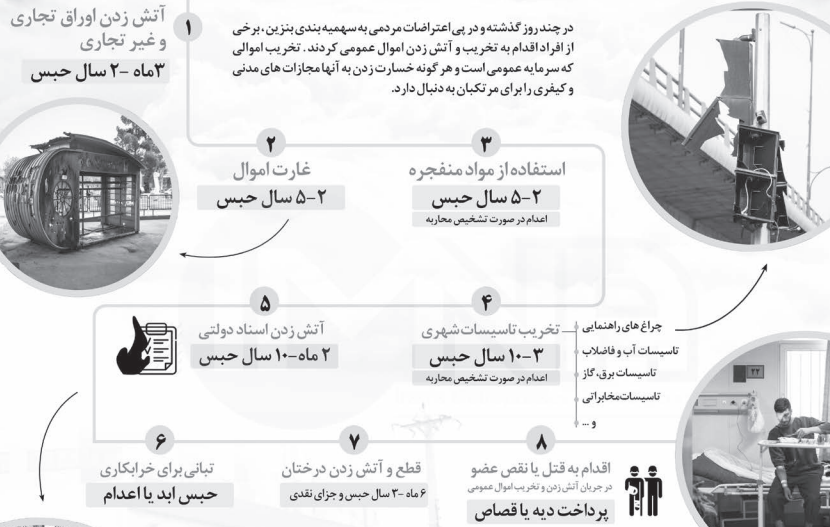 در چند روز گذشته و در پی اعتراضات مردمی به سهمیه بندی بنزین، برخی
از افراد اقدام به تخریب و آتش زدن اموال عمومی کردند. تخریب اموالی
که سرمایه عمومی است و هر گونه خسارت زدن به آنها مجازات های مدنی
و کیفری را برای مرتکبان به دنبال دارد.
۱
آتش زدن اوراق تجاری
و غیر تجاری
۳ماه -۲ سال حبس
۲
غارت اموال
۲-۵ سال حبس
۳
استفاده از مواد منفجره
۲-۵ سال حبس
اعدام در صورت تشخیص محاربه
۴
تخریب تاسیسات شهری
۳-۱۰ سال حبس
اعدام در صورت تشخیص محاربه
چراغ های راهنمایی
تاسیسات آب و فاضلاب
تاسیسات برق، گاز
تاسیسات مخابراتی
و ...
۵
آتش زدن اسناد دولتی
۲ ماه-۱۰ سال حبس
۶
تبانی برای خرابکاری
حبس ابد یا اعدام
۷
قطع و آتش زدن درختان
۶ ماه -۳ سال حبس و جزای نقدی
۸
اقدام به قتل یا نقص عضو
در جریان آتش زدن و تخریب اموال عمومی
پرداخت دیه یا قصاص
۲۲